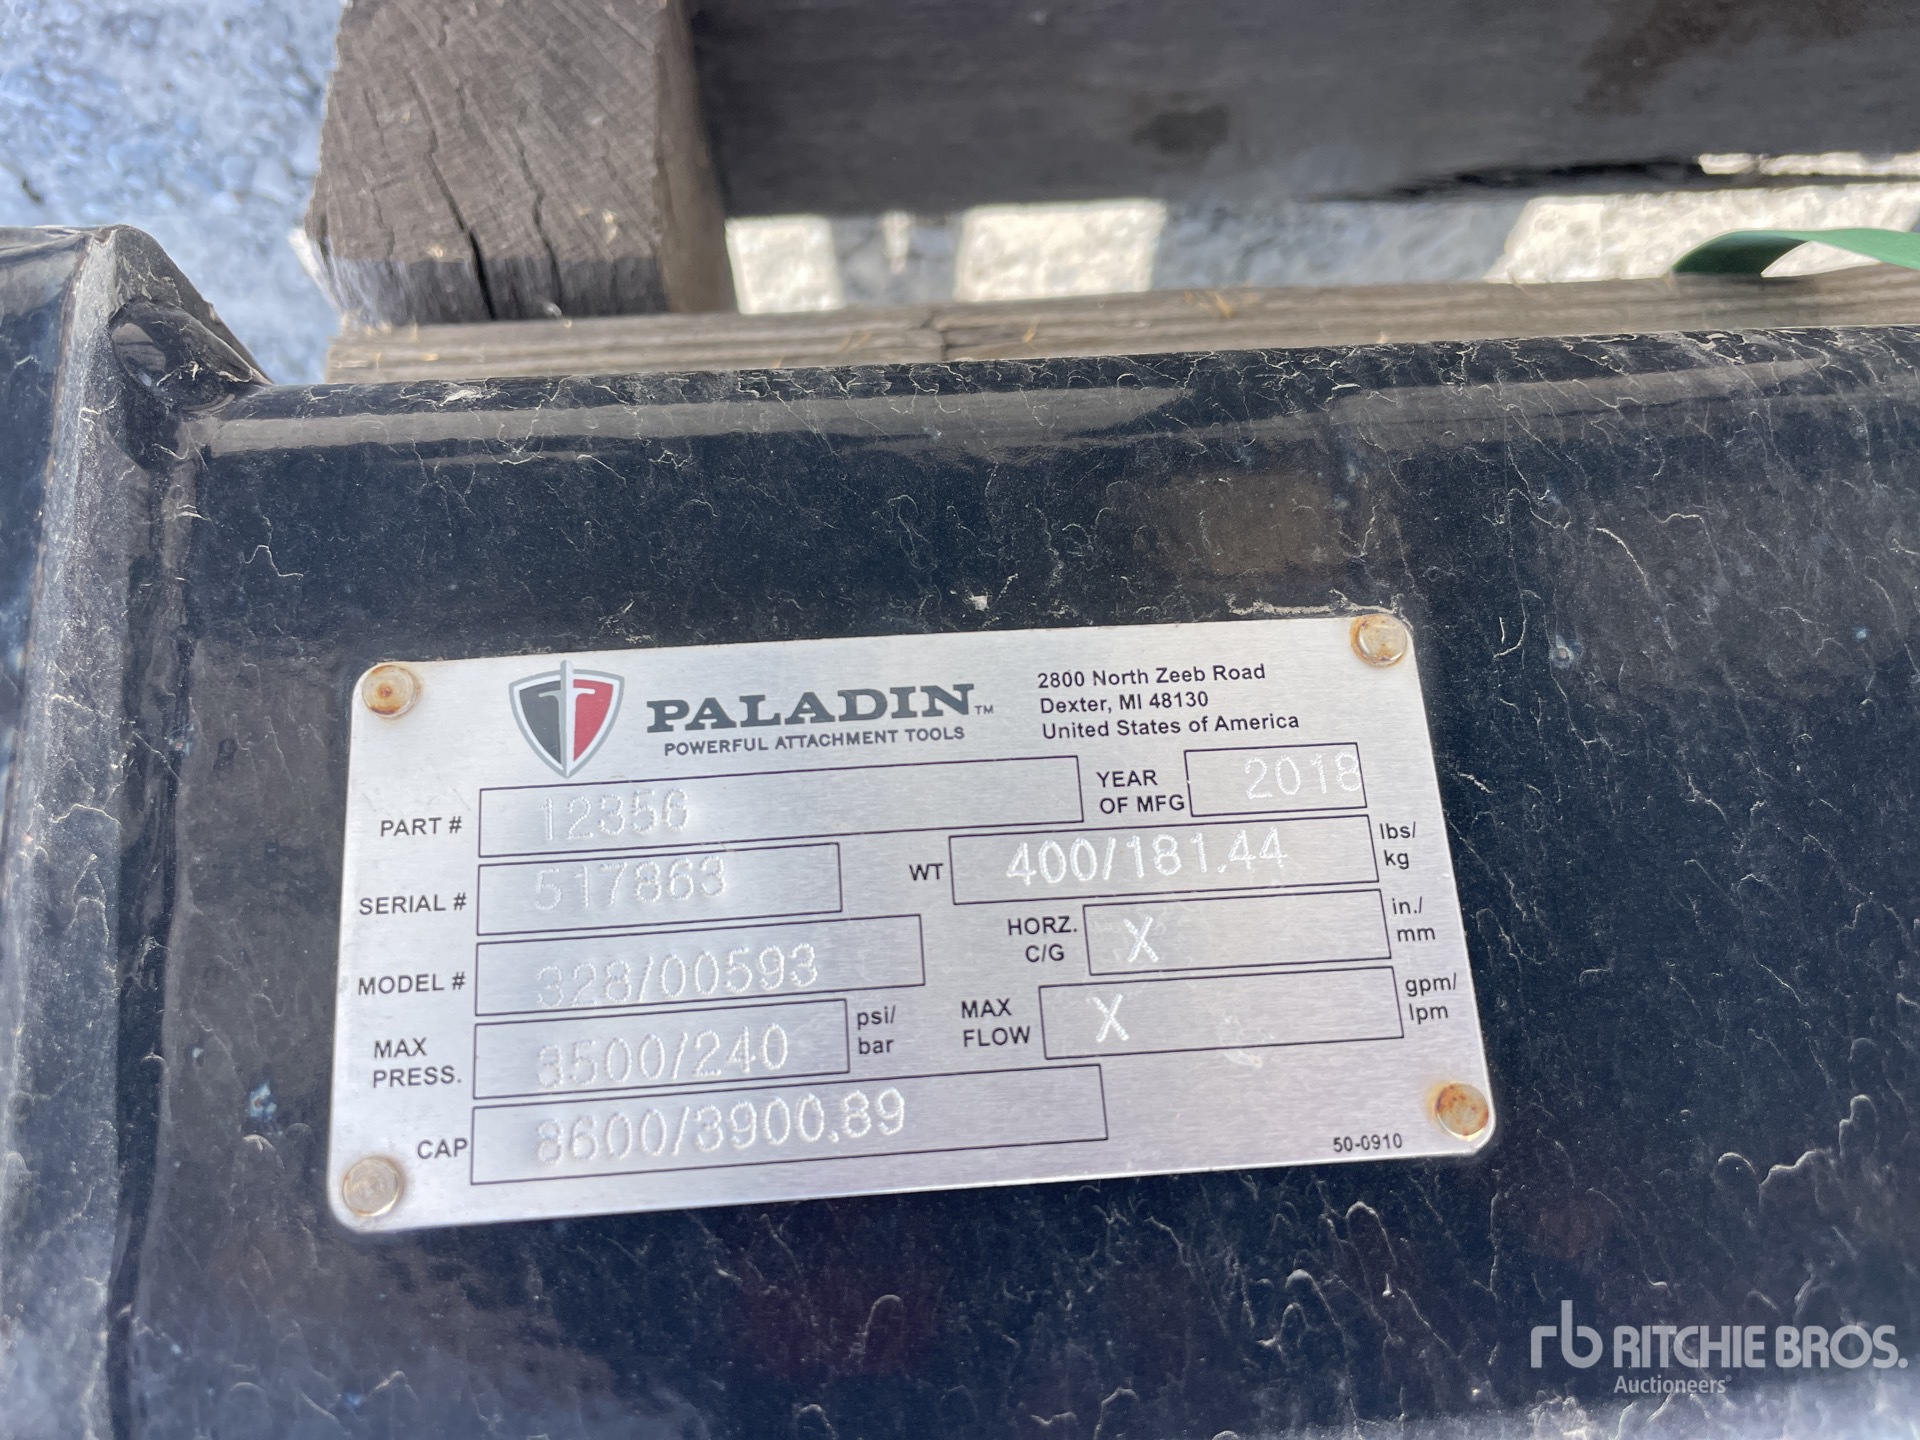 PALADIN™
POWERFUL ATTACHMENT TOOLS
2800 North Zeeb Road
Dexter, MI 48130
United States of America
PART # 12356
YEAR OF MFG 2018
SERIAL # 517863
WT 400/181.44 lbs/kg
MODEL # 328/00593
HORZ. C/G X in./mm
MAX PRESS. 3500/240 psi/bar
MAX FLOW X gpm/lpm
CAP 8600/3900.89
50-0910
rb RITCHIE BROS.
Auctioneers